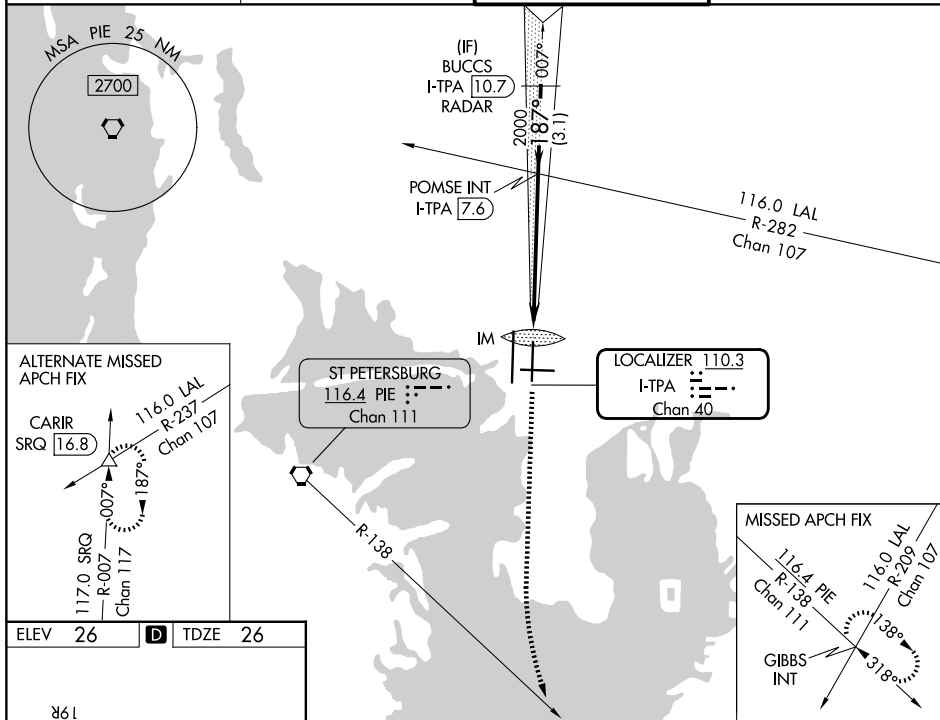 MSA PIE 25 NM
2700
(IF)
BUCCS
I-TPA 10.7
RADAR
007°
2000
187°
(3.1)
POMSE INT
I-TPA 7.6
116.0 LAL
R-282
Chan 107
IM
LOCALIZER 110.3
I-TPA
Chan 40
ST PETERSBURG
116.4 PIE
Chan 111
R-138
ALTERNATE MISSED
APCH FIX
CARIR
SRQ 16.8
116.0 LAL
R-237
Chan 107
007°
187°
117.0 SRQ
R-007
Chan 117
MISSED APCH FIX
116.4 PIE
R-138
Chan 111
116.0 LAL
R-209
Chan 107
138°
318°
GIBBS
INT
ELEV 26 D TDZE 26
19R